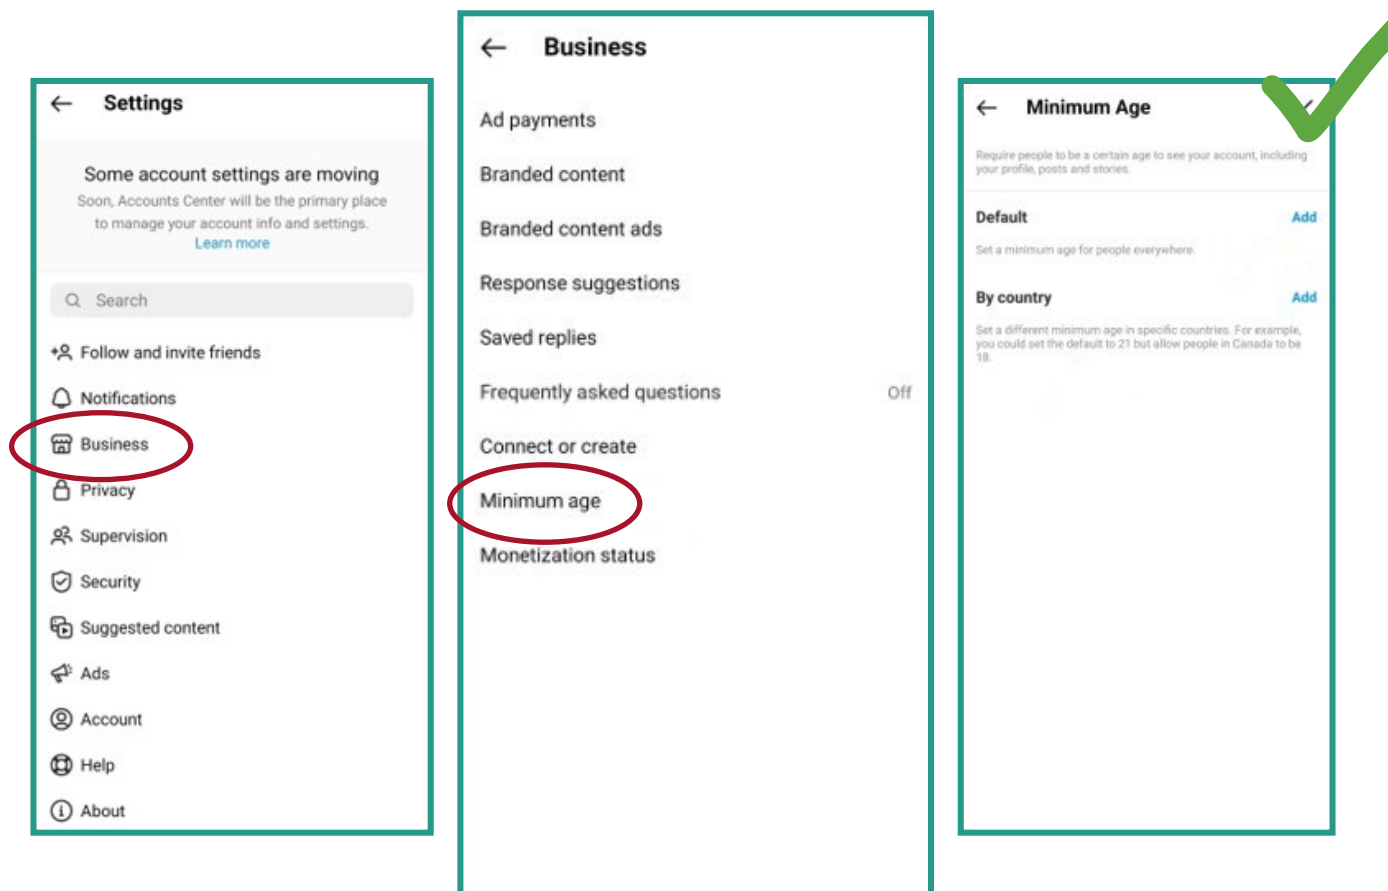 Settings
Some account settings are moving
Soon, Accounts Center will be the primary place
to manage your account info and settings.
Learn more
Search
Follow and invite friends
Notifications
Business
Privacy
Supervision
Security
Suggested content
Ads
Account
Help
About
Business
Ad payments
Branded content
Branded content ads
Response suggestions
Saved replies
Frequently asked questions Off
Connect or create
Minimum age
Monetization status
Minimum Age
Require people to be a certain age to see your account, including
your profile, posts and stories.
Default Add
Set a minimum age for people everywhere.
By country Add
Set a different minimum age in specific countries. For example,
you could set the default to 21 but allow people in Canada to be
18.